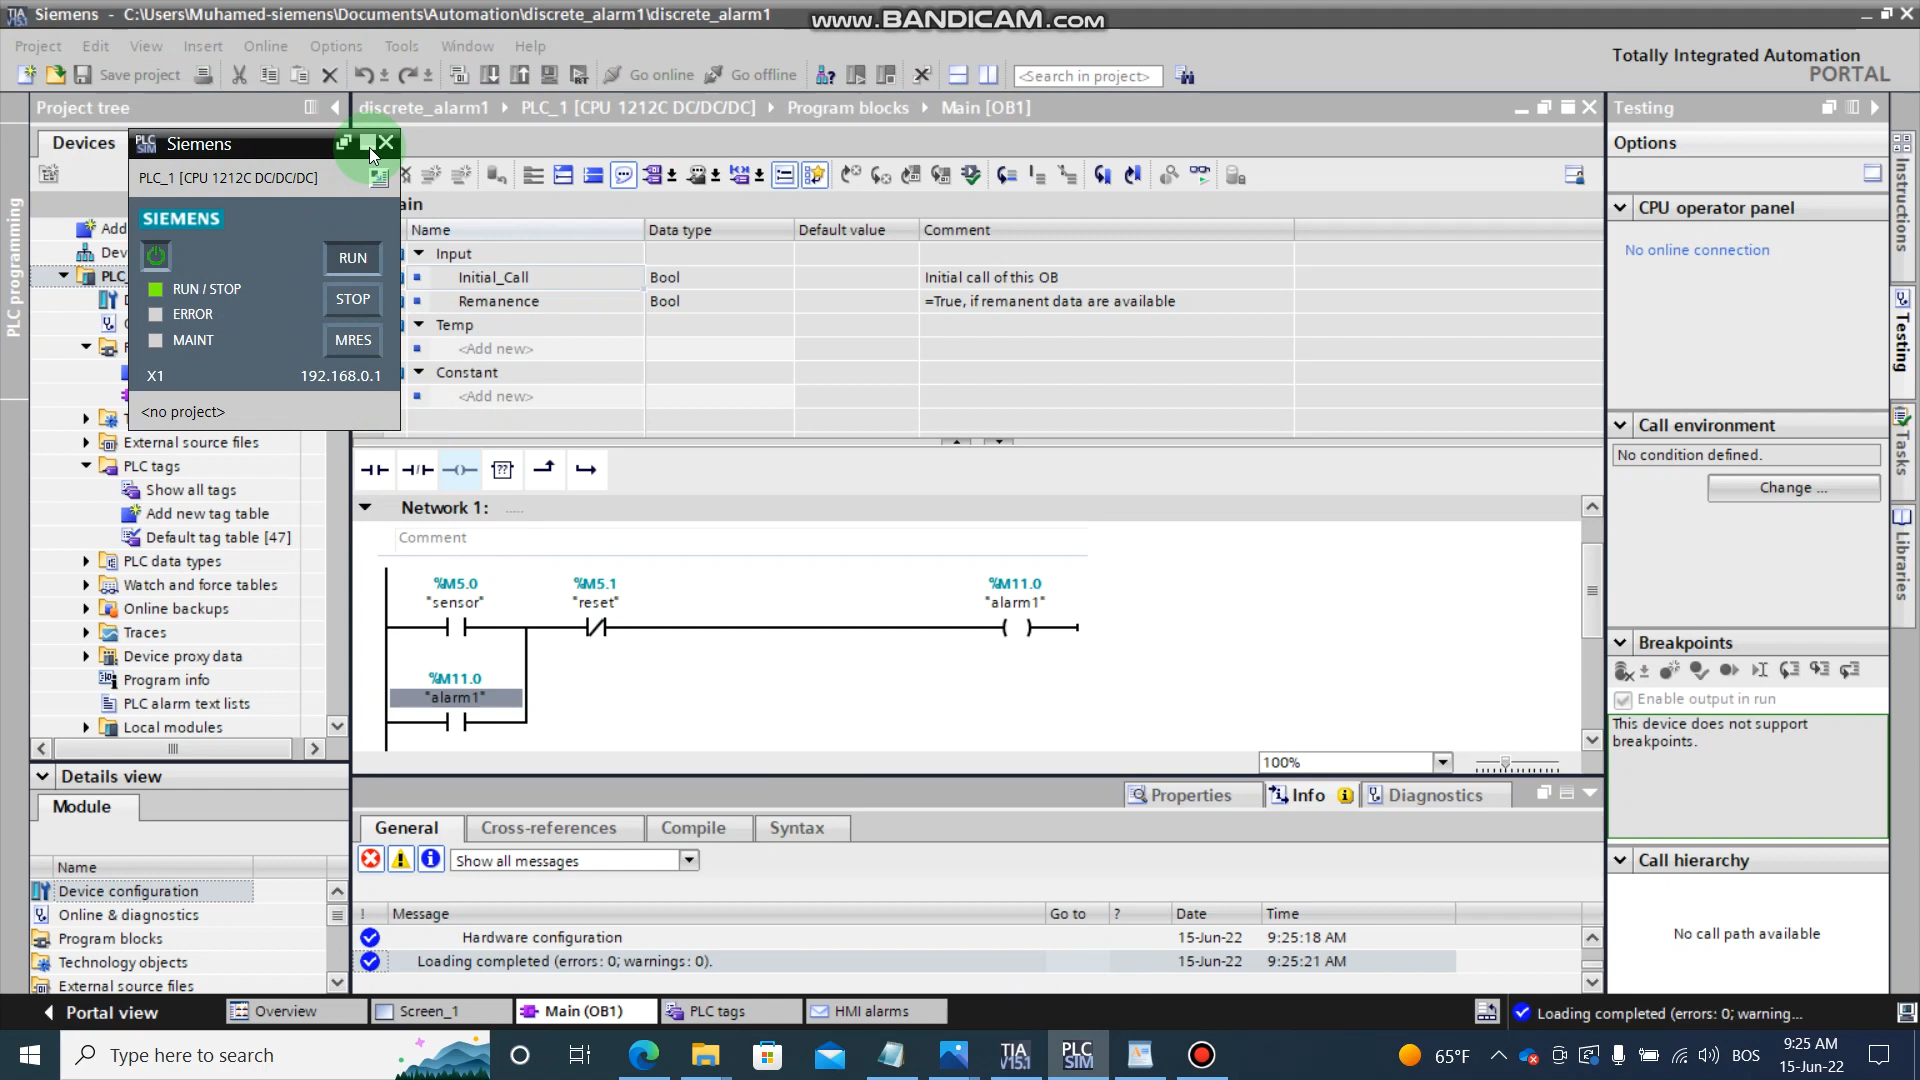 Siemens - C:\Users\Muhamed-siemens\Documents\Automation\discrete_alarm1\discrete_alarm1
www.BANDICAM.com
Project Edit View Insert Online Options Tools Window Help
Totally Integrated Automation
PORTAL
Save project
Go online
Go offline
<Search in project>
Project tree
discrete_alarm1 PLC_1 [CPU 1212C DC/DC/DC] Program blocks Main [OB1]
Testing
Devices
PLC SIM
Siemens
PLC_1 [CPU 1212C DC/DC/DC]
SIEMENS
RUN
RUN / STOP
STOP
ERROR
MAINT
MRES
X1 192.168.0.1
<no project>
PLC programming
Add
Dev
PLC_
External source files
PLC tags
Show all tags
Add new tag table
Default tag table [47]
PLC data types
Watch and force tables
Online backups
Traces
Device proxy data
Program info
PLC alarm text lists
Local modules
Details view
Module
Name
Device configuration
Online & diagnostics
Program blocks
Technology objects
External source files
ain
Name Data type Default value Comment
Input
Initial_Call Bool Initial call of this OB
Remanence Bool =True, if remanent data are available
Temp
<Add new>
Constant
<Add new>
??
Network 1: .....
Comment
%M5.0
"sensor"
%M5.1
"reset"
%M11.0
"alarm1"
%M11.0
"alarm1"
100%
Properties Info Diagnostics
General Cross-references Compile Syntax
Show all messages
! Message Go to ? Date Time
Hardware configuration 15-Jun-22 9:25:18 AM
Loading completed (errors: 0; warnings: 0). 15-Jun-22 9:25:21 AM
Options
CPU operator panel
No online connection
Call environment
No condition defined.
Change ...
Breakpoints
Enable output in run
This device does not support
breakpoints.
Call hierarchy
No call path available
Instructions
Testing
Tasks
Libraries
Portal view
Overview
Screen_1
Main (OB1)
PLC tags
HMI alarms
Loading completed (errors: 0; warning...
Type here to search
TIA
V15.1
PLC
SIM
65°F
BOS
9:25 AM
15-Jun-22